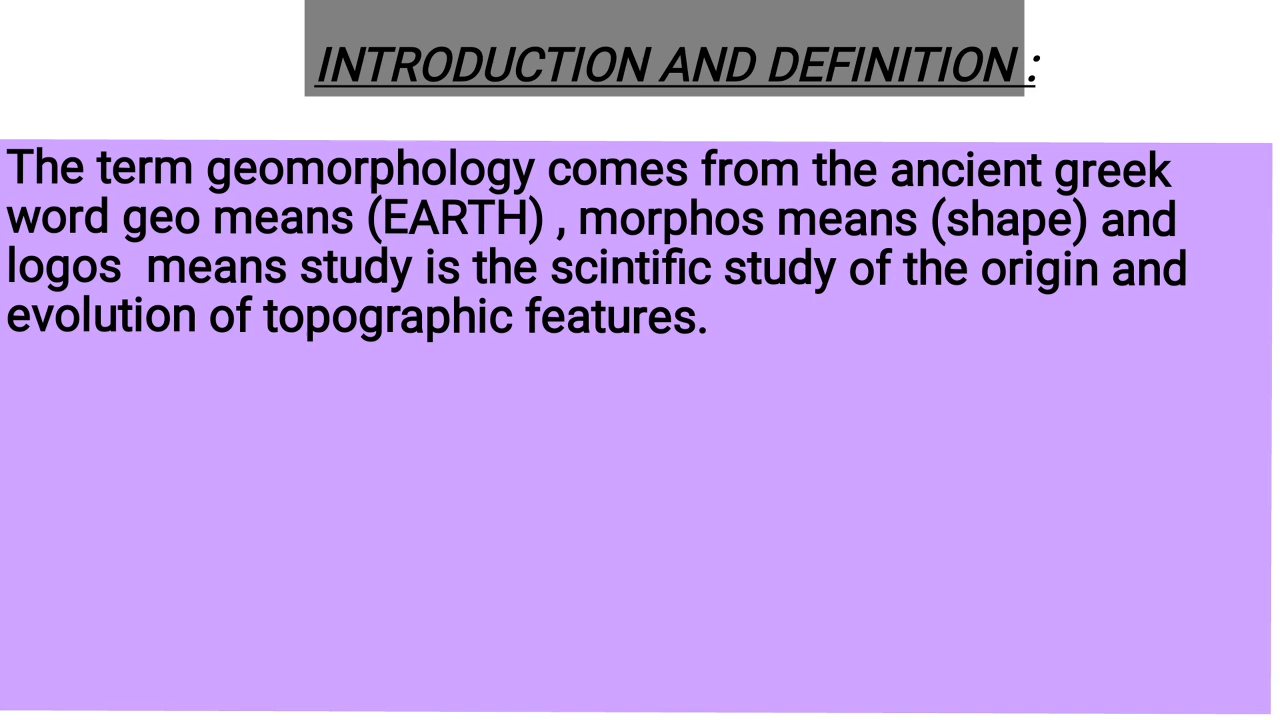 INTRODUCTION AND DEFINITION :
The term geomorphology comes from the ancient greek
word geo means (EARTH) , morphos means (shape) and
logos  means study is the scintific study of the origin and
evolution of topographic features.